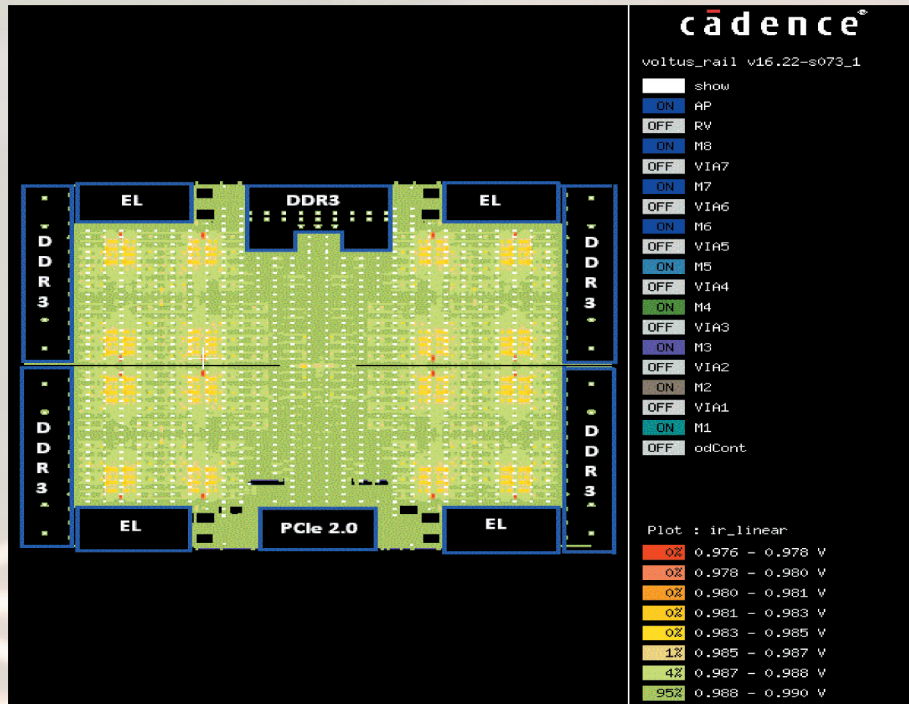 cādence®
voltus_rail v16.22-s073_1
show
ON AP
OFF RV
ON M8
OFF VIA7
ON M7
OFF VIA6
ON M6
OFF VIA5
ON M5
OFF VIA4
ON M4
OFF VIA3
ON M3
OFF VIA2
ON M2
OFF VIA1
ON M1
OFF odCont
EL
DDR3
EL
DDR3
DDR3
DDR3
DDR3
EL
PCIe 2.0
EL
Plot : ir_linear
0% 0.976 - 0.978 V
0% 0.978 - 0.980 V
0% 0.980 - 0.981 V
0% 0.981 - 0.983 V
0% 0.983 - 0.985 V
1% 0.985 - 0.987 V
4% 0.987 - 0.988 V
95% 0.988 - 0.990 V